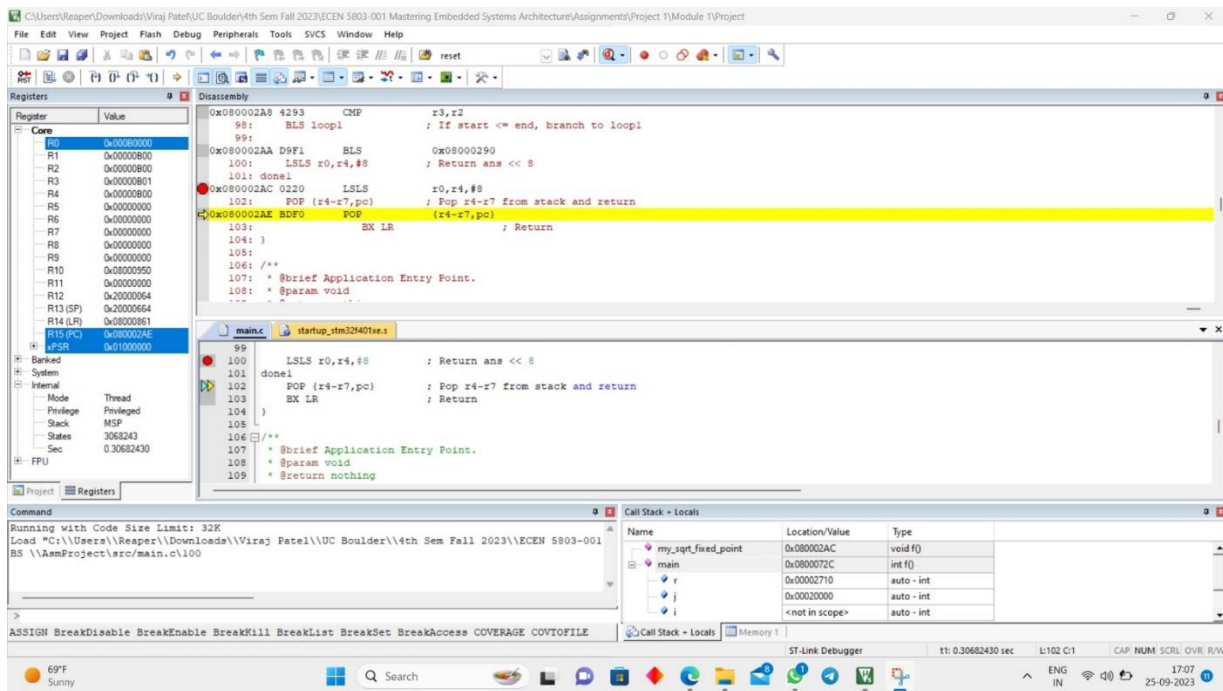 C:\Users\Reaper\Downloads\Viraj Patel\UC Boulder\4th Sem Fall 2023\ECEN 5803-001 Mastering Embedded Systems Architecture\Assignments\Project 1\Module 1\Project
File Edit View Project Flash Debug Peripherals Tools SVCS Window Help
reset
Registers
Register Value
Core
R0 0x000B0000
R1 0x00000B00
R2 0x00000B00
R3 0x00000B01
R4 0x00000B00
R5 0x00000000
R6 0x00000000
R7 0x00000000
R8 0x00000000
R9 0x00000000
R10 0x08000950
R11 0x00000000
R12 0x20000064
R13 (SP) 0x20000664
R14 (LR) 0x08000861
R15 (PC) 0x080002AE
xPSR 0x01000000
Banked
System
Internal
Mode Thread
Privilege Privileged
Stack MSP
States 3068243
Sec 0.30682430
FPU
Project Registers
Disassembly
0x080002A8 4293 CMP r3,r2
98: BLS loop1 ; If start <= end, branch to loop1
99:
0x080002AA D9F1 BLS 0x08000290
100: LSLS r0,r4,#8 ; Return ans << 8
101: done1
0x080002AC 0220 LSLS r0,r4,#8
102: POP {r4-r7,pc} ; Pop r4-r7 from stack and return
0x080002AE BDF0 POP {r4-r7,pc}
103: BX LR ; Return
104: }
105:
106: /**
107: * @brief Application Entry Point.
108: * @param void
main.c startup_stm32f401xe.s
99
100 LSLS r0,r4,#8 ; Return ans << 8
101 done1
102 POP {r4-r7,pc} ; Pop r4-r7 from stack and return
103 BX LR ; Return
104 }
105
106 /**
107 * @brief Application Entry Point.
108 * @param void
109 * @return nothing
Command
Running with Code Size Limit: 32K
Load "C:\\Users\\Reaper\\Downloads\\Viraj Patel\\UC Boulder\\4th Sem Fall 2023\\ECEN 5803-001
BS \\AsmProject\src/main.c\100
>
ASSIGN BreakDisable BreakEnable BreakKill BreakList BreakSet BreakAccess COVERAGE COVTOFILE
Call Stack + Locals
Name Location/Value Type
my_sqrt_fixed_point 0x080002AC void f()
main 0x0800072C int f()
r 0x00002710 auto - int
j 0x00020000 auto - int
i <not in scope> auto - int
Call Stack + Locals Memory 1
ST-Link Debugger t1: 0.30682430 sec L:102 C:1 CAP NUM SCRL OVR R/W
69°F
Sunny
Search
ENG
IN
17:07
25-09-2023